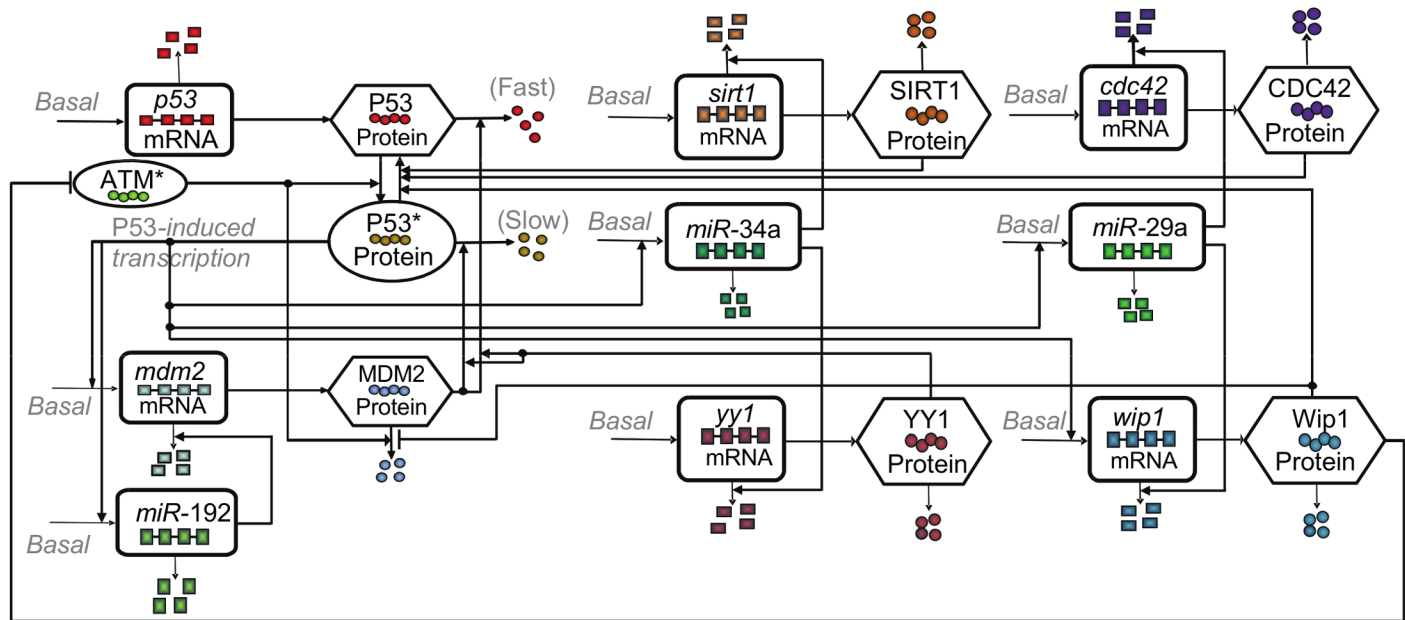 Basal
p53
mRNA
P53
Protein
(Fast)
Basal
sirt1
mRNA
SIRT1
Protein
Basal
cdc42
mRNA
CDC42
Protein
ATM*
P53-induced
transcription
P53*
Protein
(Slow)
Basal
miR-34a
Basal
miR-29a
Basal
mdm2
mRNA
MDM2
Protein
Basal
yy1
mRNA
YY1
Protein
Basal
wip1
mRNA
Wip1
Protein
Basal
miR-192